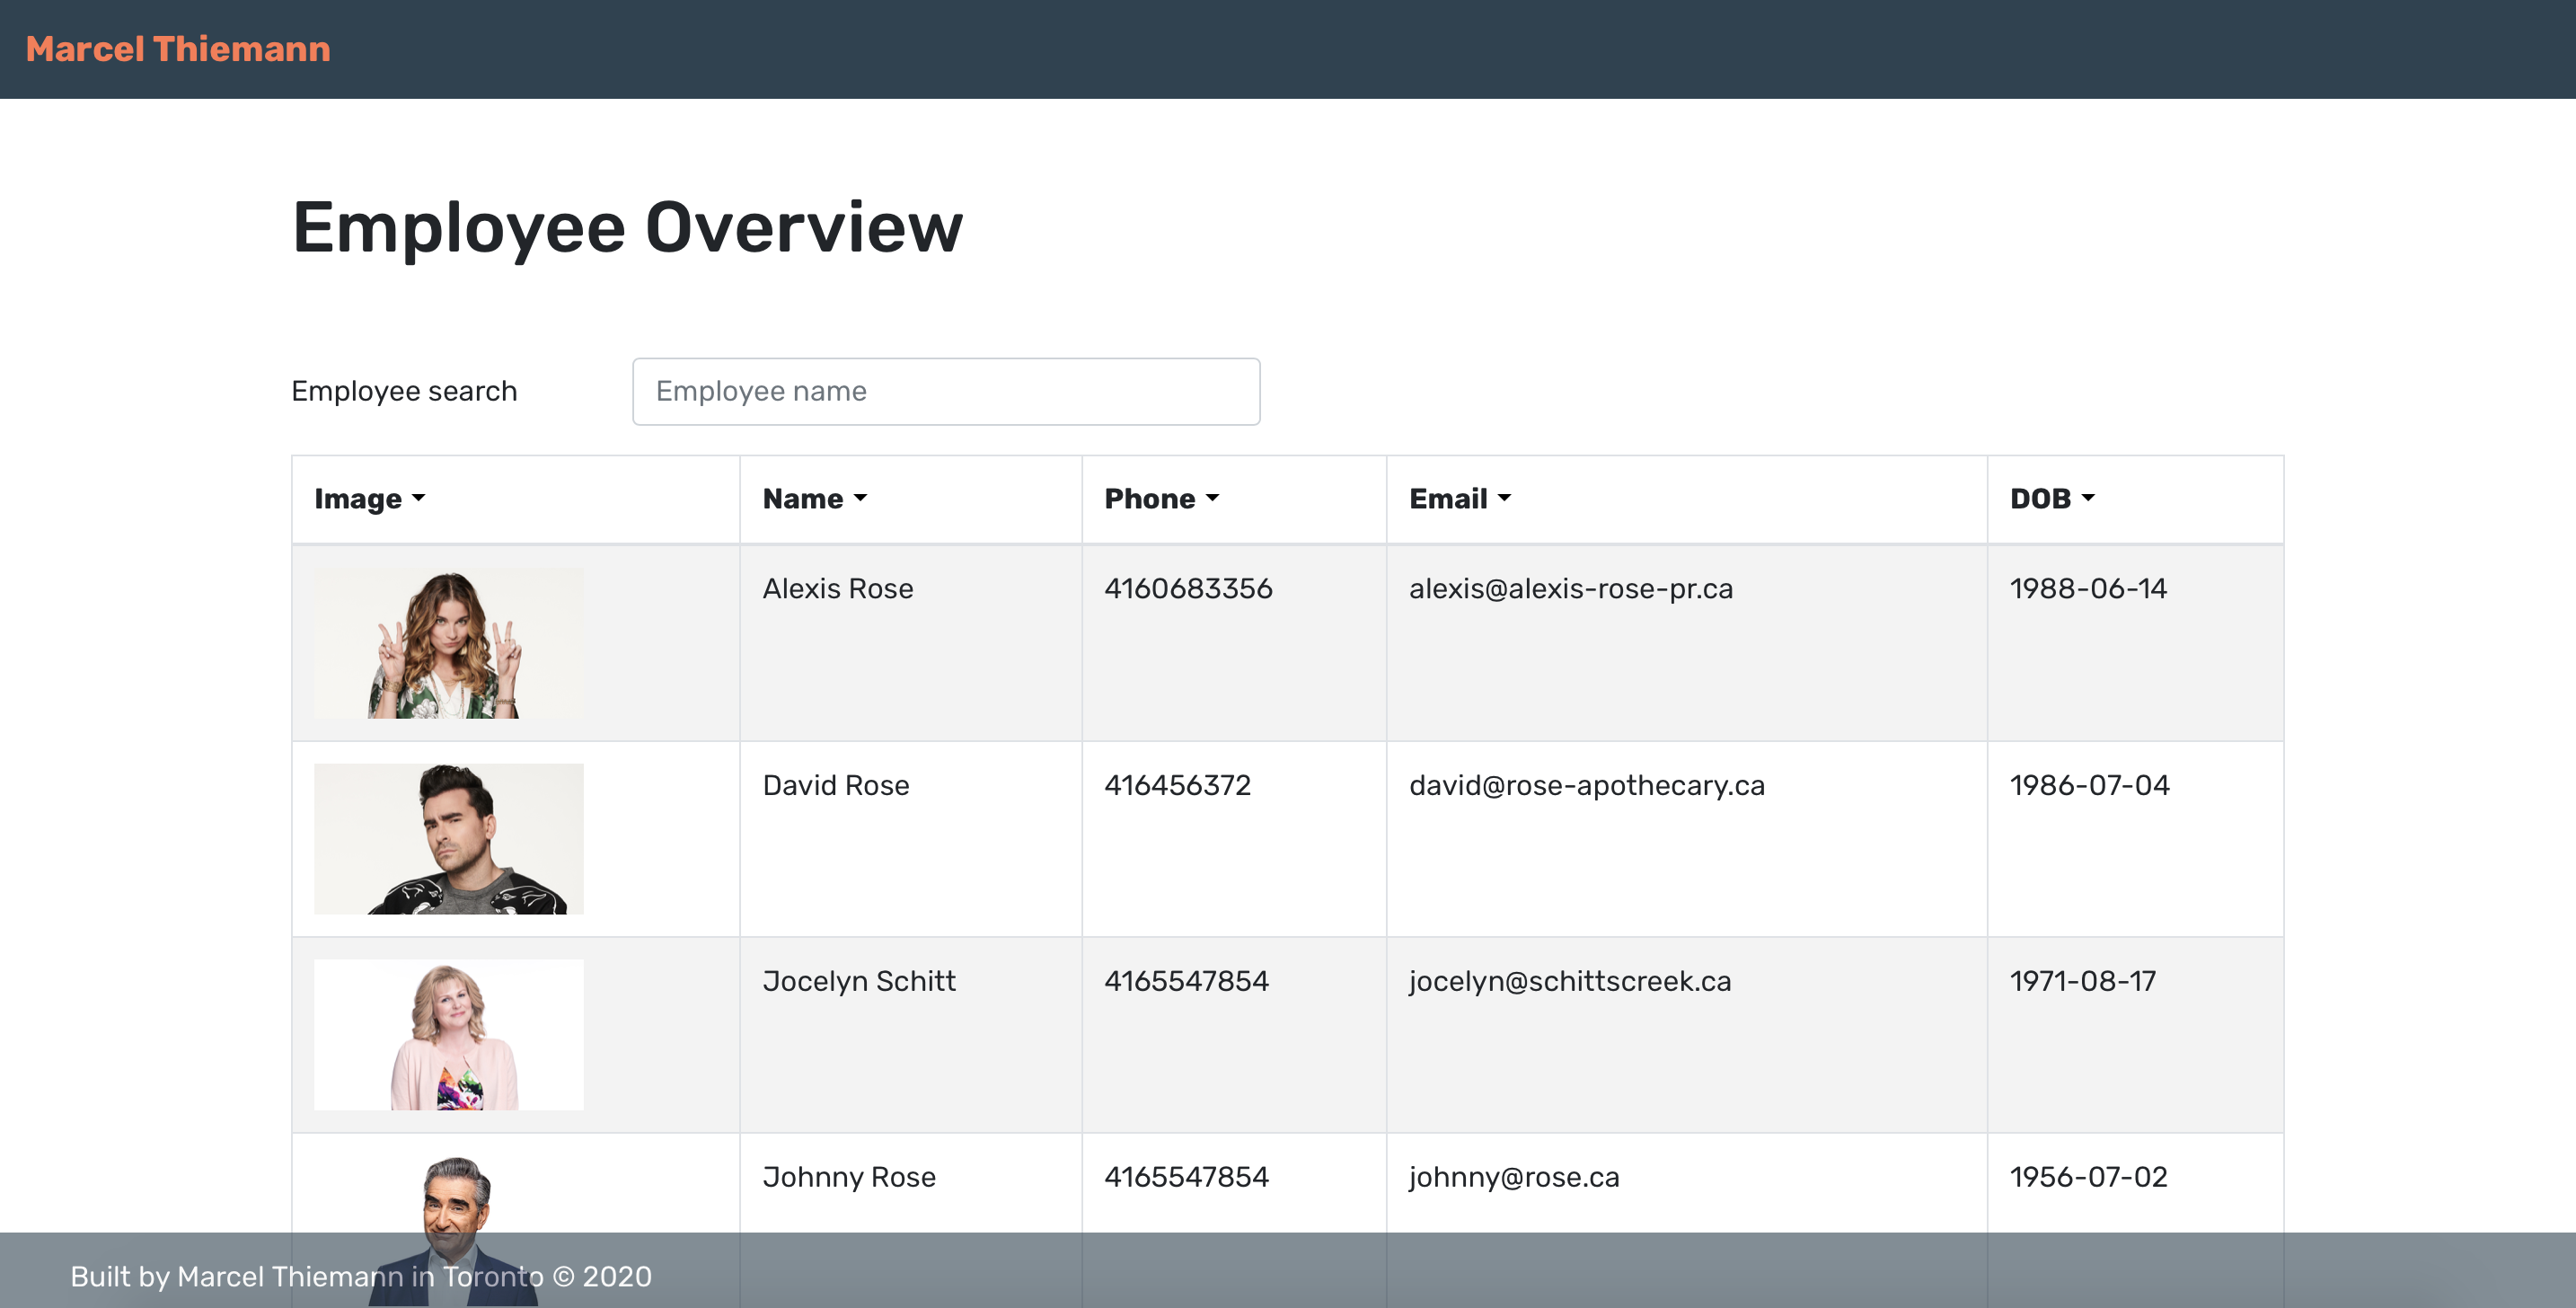 Marcel Thiemann
Employee Overview
Employee search Employee name
Image Name Phone Email DOB
Alexis Rose 4160683356 alexis@alexis-rose-pr.ca 1988-06-14
David Rose 416456372 david@rose-apothecary.ca 1986-07-04
Jocelyn Schitt 4165547854 jocelyn@schittscreek.ca 1971-08-17
Johnny Rose 4165547854 johnny@rose.ca 1956-07-02
Built by Marcel Thiemann in Toronto © 2020